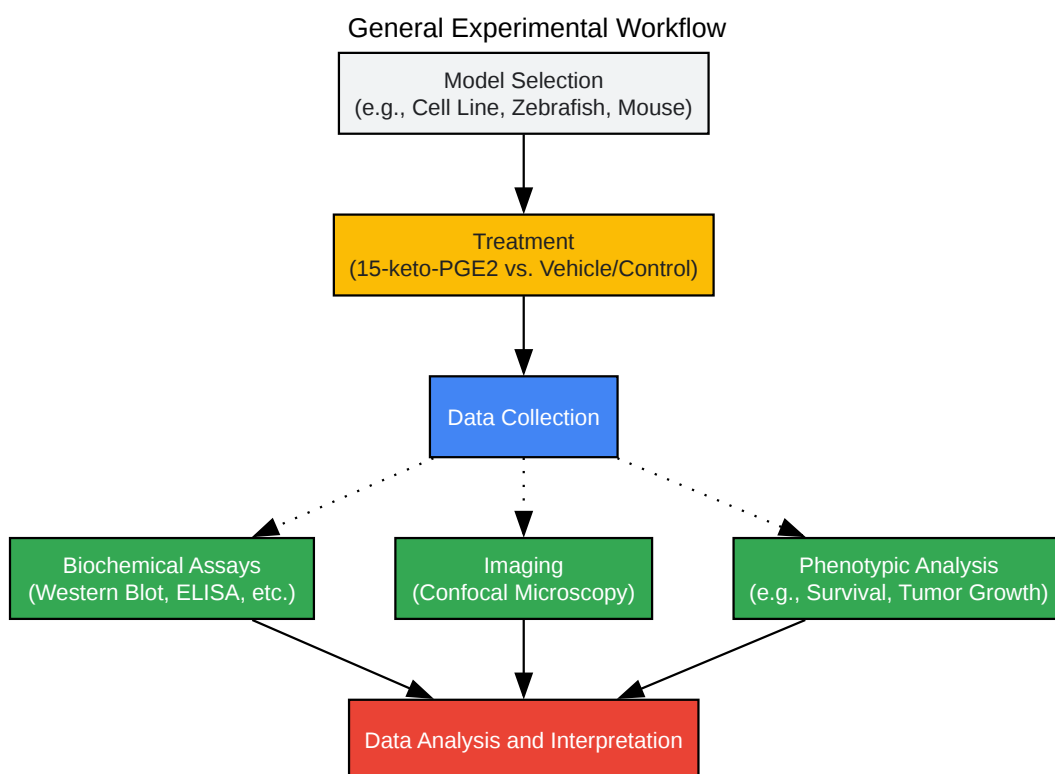 General Experimental Workflow
Model Selection
(e.g., Cell Line, Zebrafish, Mouse)
Treatment
(15-keto-PGE2 vs. Vehicle/Control)
Data Collection
Biochemical Assays
(Western Blot, ELISA, etc.)
Imaging
(Confocal Microscopy)
Phenotypic Analysis
(e.g., Survival, Tumor Growth)
Data Analysis and Interpretation